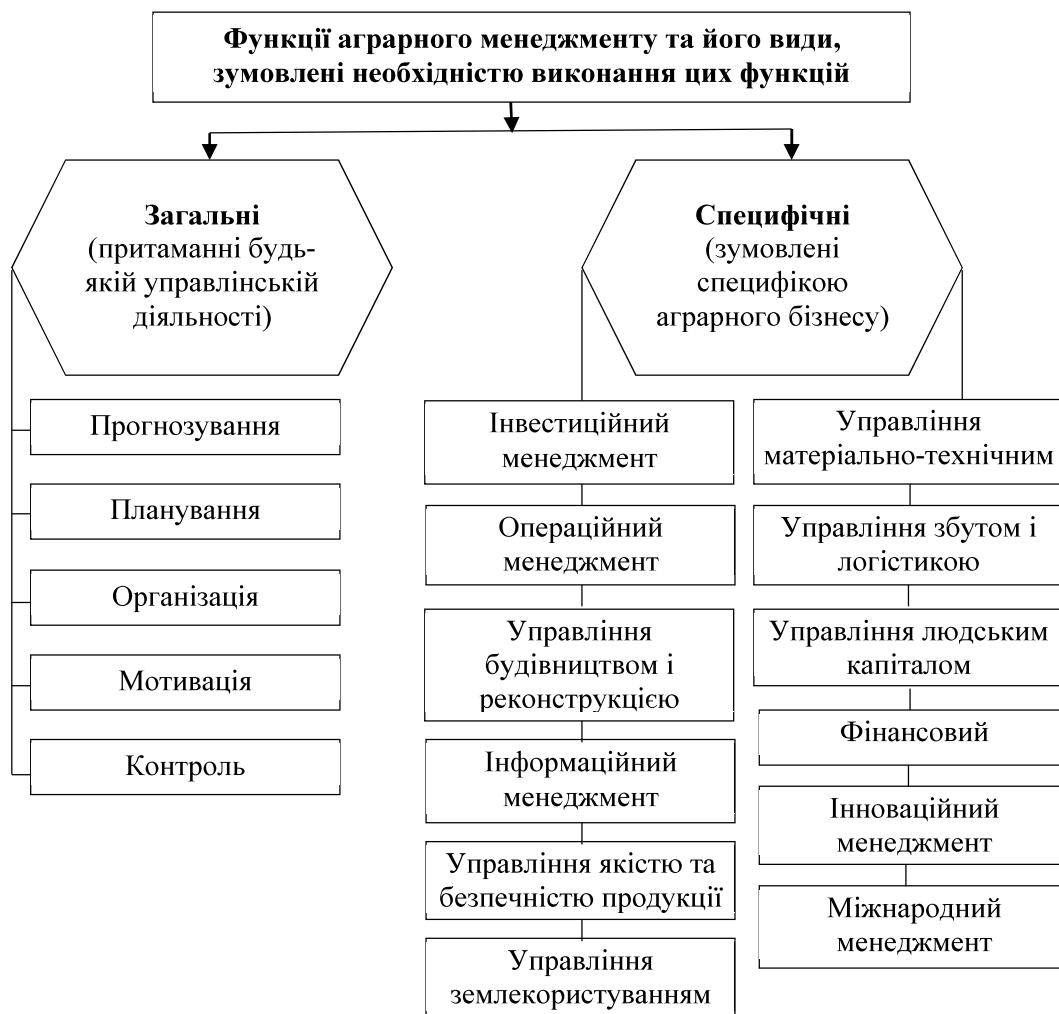 Функції аграрного менеджменту та його види,
зумовлені необхідністю виконання цих функцій
Загальні
(притаманні будь-
якій управлінській
діяльності)
Прогнозування
Планування
Організація
Мотивація
Контроль
Специфічні
(зумовлені
специфікою
аграрного бізнесу)
Інвестиційний
менеджмент
Операційний
менеджмент
Управління
будівництвом і
реконструкцією
Інформаційний
менеджмент
Управління якістю та
безпечністю продукції
Управління
землекористуванням
Управління
матеріально-технічним
Управління збутом і
логістикою
Управління людським
капіталом
Фінансовий
Інноваційний
менеджмент
Міжнародний
менеджмент